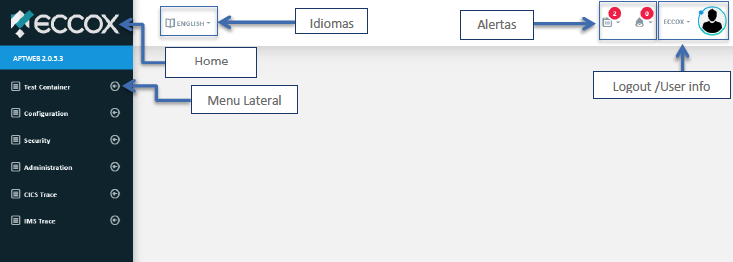 ECCOX
ENGLISH
Idiomas
Alertas
2
0
ECCOX
APTWEB 2.0.5.3
Home
Test Container
Menu Lateral
Logout /User info
Configuration
Security
Administration
CICS Trace
IMS Trace